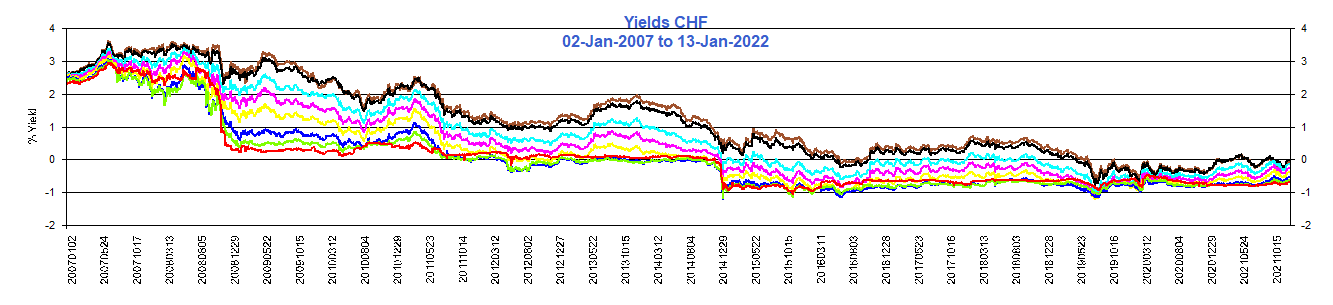 Yields CHF
02-Jan-2007 to 13-Jan-2022
% Yield
4 4
3 3
2 2
1 1
0 0
-1 -1
-2 -2
20070102 20070524 20071017 20080313 20080805 20081229 20090522 20091015 20100312 20100804 20101229 20110523 20111014 20120312 20120802 20121227 20130522 20131015 20140312 20140804 20141229 20150522 20151015 20160311 20160803 20161229 20170523 20171016 20180313 20180803 20181228 20190523 20191016 20200312 20200804 20201229 20210524 20211015